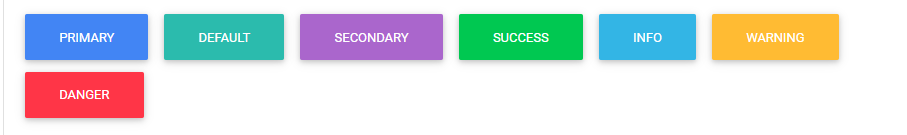 PRIMARY DEFAULT SECONDARY SUCCESS INFO WARNING
DANGER